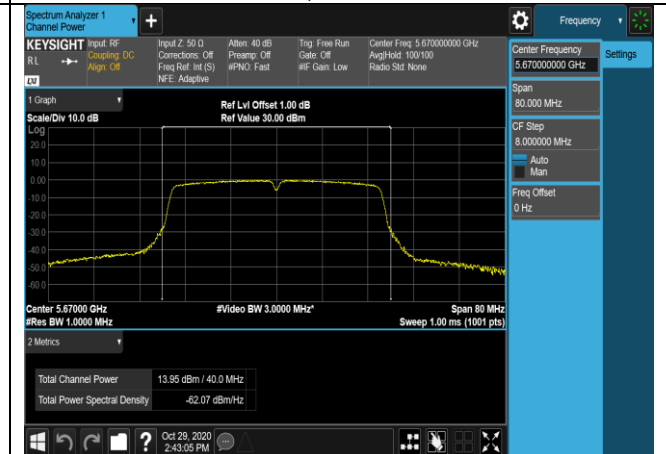 Spectrum Analyzer 1
Channel Power
+
Frequency
KEYSIGHT Input: RF
RL Coupling: DC
Align: Off
LXI
Input Z: 50 Ω
Corrections: Off
Freq Ref: Int (S)
NFE: Adaptive
Atten: 40 dB
Preamp: Off
#PNO: Fast
Trig: Free Run
Gate: Off
#IF Gain: Low
Center Freq: 5.670000000 GHz
Avg|Hold: 100/100
Radio Std: None
Center Frequency
5.670000000 GHz
Settings
Span
80.000 MHz
CF Step
8.000000 MHz
Auto
Man
Freq Offset
0 Hz
1 Graph
Scale/Div 10.0 dB
Ref Lvl Offset 1.00 dB
Ref Value 30.00 dBm
Log
20.0
10.0
0.00
-10.0
-20.0
-30.0
-40.0
-50.0
-60.0
Center 5.67000 GHz
#Video BW 3.0000 MHz*
Span 80 MHz
#Res BW 1.0000 MHz
Sweep 1.00 ms (1001 pts)
2 Metrics
Total Channel Power 13.95 dBm / 40.0 MHz
Total Power Spectral Density -62.07 dBm/Hz
?
Oct 29, 2020
2:43:05 PM